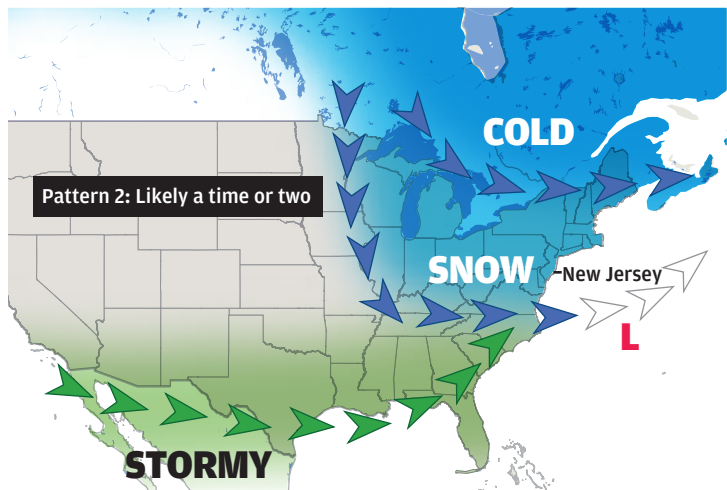 COLD
Pattern 2: Likely a time or two
SNOW
New Jersey
L
STORMY